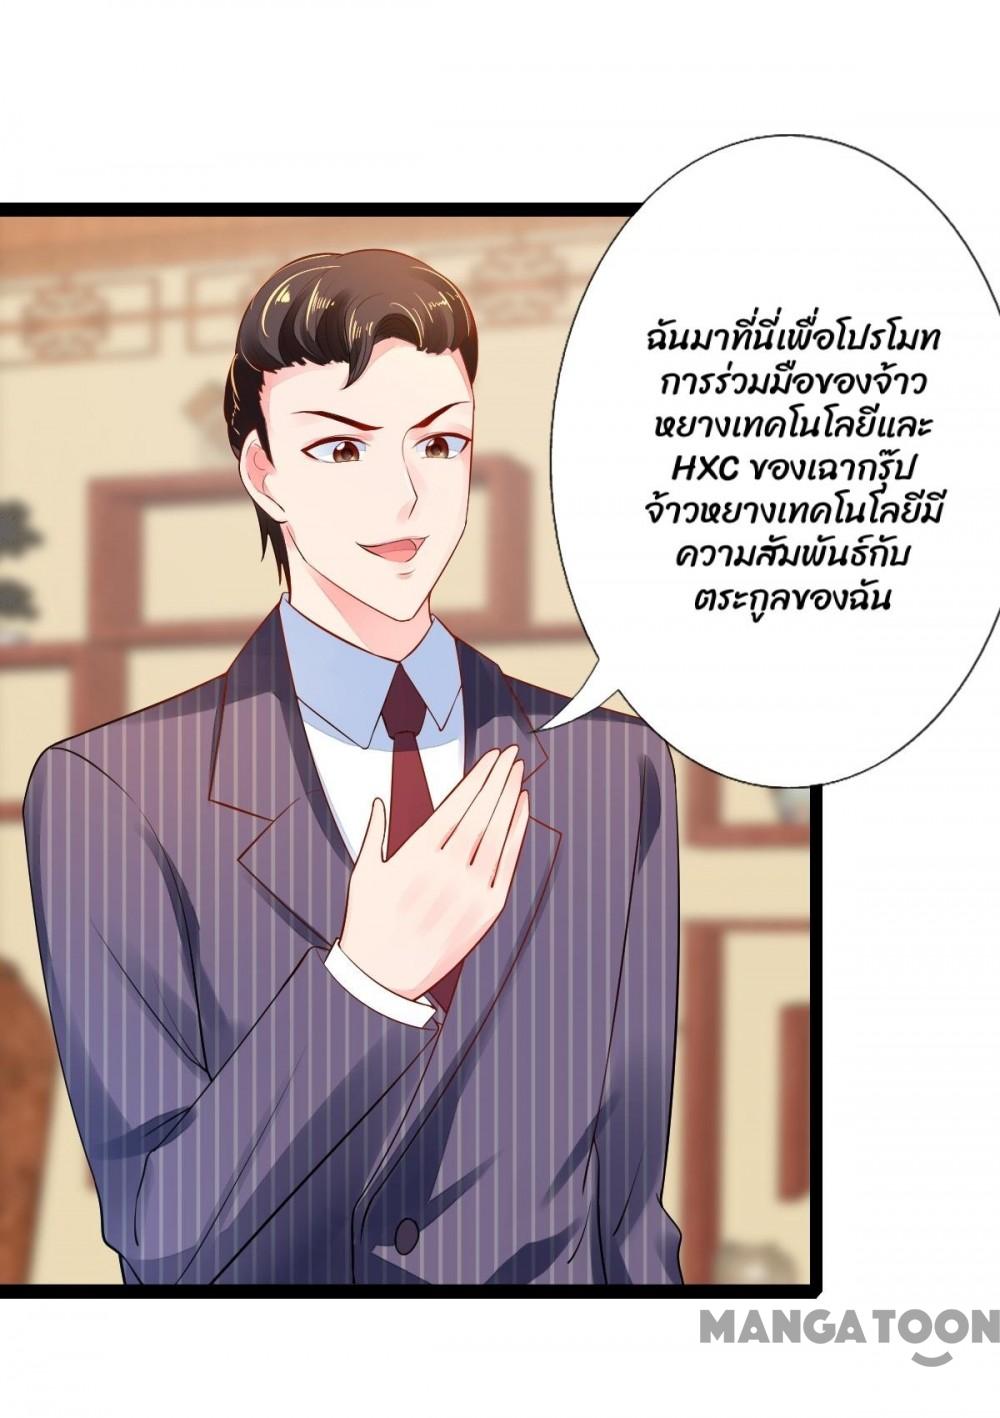 ฉันมาที่นี่เพื่อโปรโมท
การร่วมมือของจ้าว
หยางเทคโนโลยีและ
HXC ของเฉากรุ๊ป
จ้าวหยางเทคโนโลยีมี
ความสัมพันธ์กับ
ตระกูลของฉัน
MANGATOON